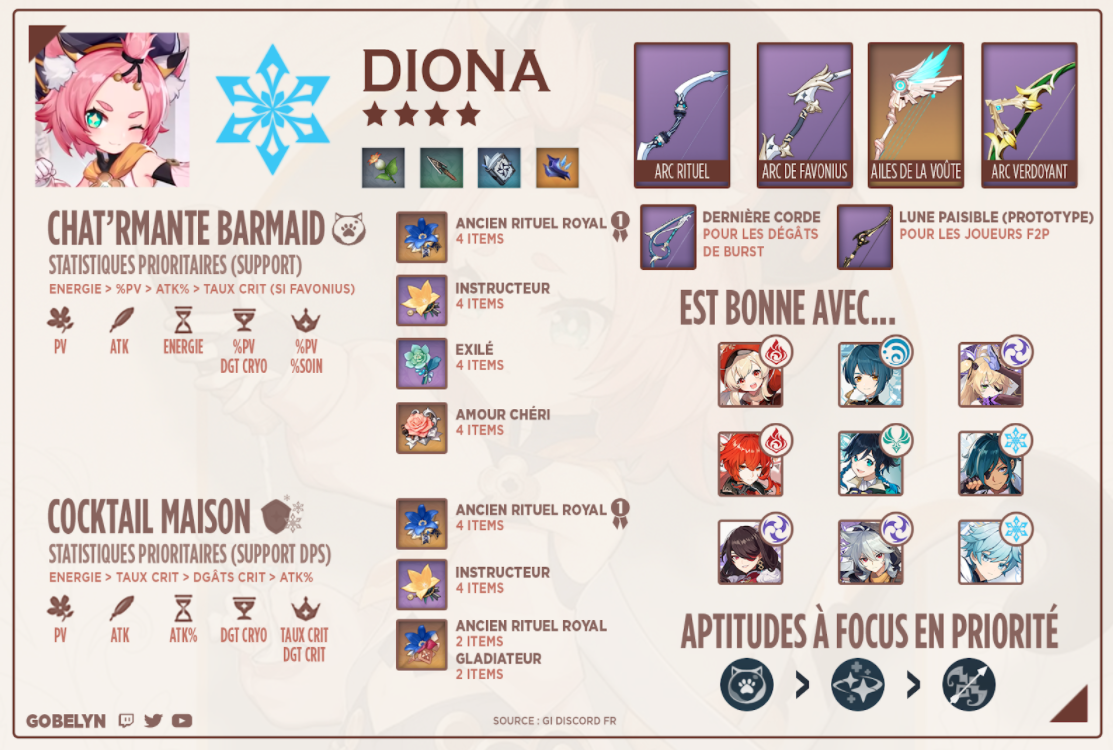 DIONA
ARC RITUEL
ARC DE FAVONIUS
AILES DE LA VOÛTE
ARC VERDOYANT
DERNIÈRE CORDE
POUR LES DÉGÂTS
DE BURST
LUNE PAISIBLE (PROTOTYPE)
POUR LES JOUEURS F2P
CHAT'RMANTE BARMAID
STATISTIQUES PRIORITAIRES (SUPPORT)
ENERGIE > %PV > ATK% > TAUX CRIT (SI FAVONIUS)
PV
ATK
ENERGIE
%PV
DGT CRYO
%PV
%SOIN
ANCIEN RITUEL ROYAL 1
4 ITEMS
INSTRUCTEUR
4 ITEMS
EXILÉ
4 ITEMS
AMOUR CHÉRI
4 ITEMS
COCKTAIL MAISON
STATISTIQUES PRIORITAIRES (SUPPORT DPS)
ENERGIE > TAUX CRIT > DGÂTS CRIT > ATK%
PV
ATK
ATK%
DGT CRYO
TAUX CRIT
DGT CRIT
ANCIEN RITUEL ROYAL 1
4 ITEMS
INSTRUCTEUR
4 ITEMS
ANCIEN RITUEL ROYAL
2 ITEMS
GLADIATEUR
2 ITEMS
EST BONNE AVEC...
APTITUDES À FOCUS EN PRIORITÉ
> >
GOBELYN
SOURCE : GI DISCORD FR